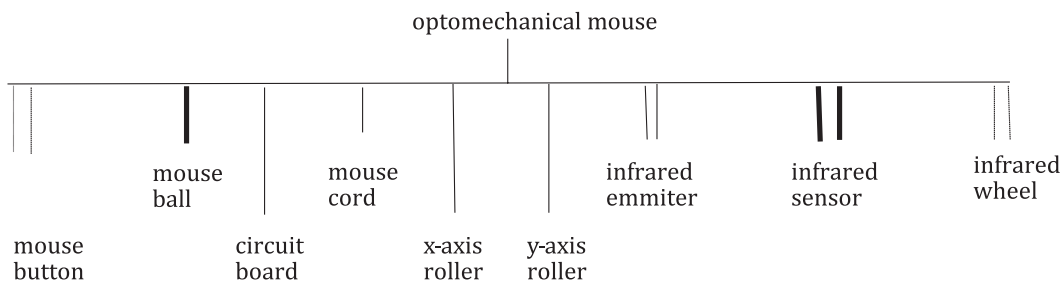 optomechanical mouse
mouse
ball
mouse
cord
infrared
emmiter
infrared
sensor
infrared
wheel
mouse
button
circuit
board
x-axis
roller
y-axis
roller